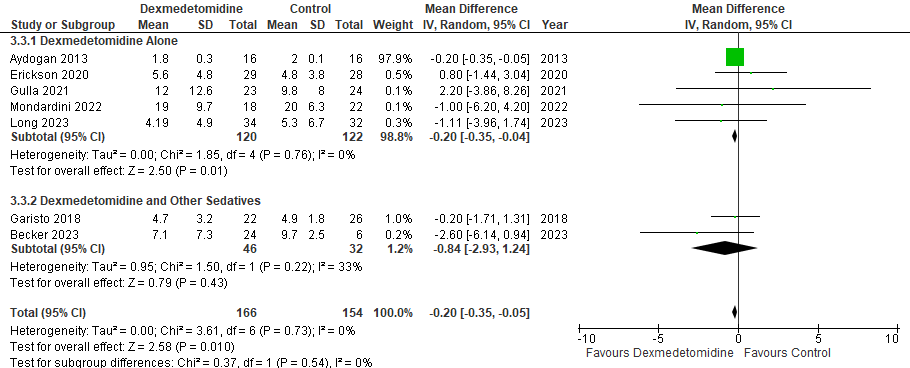 Dexmedetomidine Control Mean Difference Mean Difference
Study or Subgroup Mean SD Total Mean SD Total Weight IV, Random, 95% CI Year IV, Random, 95% CI
3.3.1 Dexmedetomidine Alone
Aydogan 2013 1.8 0.3 16 2 0.1 16 97.9% -0.20 [-0.35, -0.05] 2013
Erickson 2020 5.6 4.8 29 4.8 3.8 28 0.5% 0.80 [-1.44, 3.04] 2020
Gulla 2021 12 12.6 23 9.8 8 24 0.1% 2.20 [-3.86, 8.26] 2021
Mondardini 2022 19 9.7 18 20 6.3 22 0.1% -1.00 [-6.20, 4.20] 2022
Long 2023 4.19 4.9 34 5.3 6.7 32 0.3% -1.11 [-3.96, 1.74] 2023
Subtotal (95% CI) 120 122 98.8% -0.20 [-0.35, -0.04]
Heterogeneity: Tau² = 0.00; Chi² = 1.85, df = 4 (P = 0.76); I² = 0%
Test for overall effect: Z = 2.50 (P = 0.01)
3.3.2 Dexmedetomidine and Other Sedatives
Garisto 2018 4.7 3.2 22 4.9 1.8 26 1.0% -0.20 [-1.71, 1.31] 2018
Becker 2023 7.1 7.3 24 9.7 2.5 6 0.2% -2.60 [-6.14, 0.94] 2023
Subtotal (95% CI) 46 32 1.2% -0.84 [-2.93, 1.24]
Heterogeneity: Tau² = 0.95; Chi² = 1.50, df = 1 (P = 0.22); I² = 33%
Test for overall effect: Z = 0.79 (P = 0.43)
Total (95% CI) 166 154 100.0% -0.20 [-0.35, -0.05]
Heterogeneity: Tau² = 0.00; Chi² = 3.61, df = 6 (P = 0.73); I² = 0%
Test for overall effect: Z = 2.58 (P = 0.010)
Test for subgroup differences: Chi² = 0.37, df = 1 (P = 0.54), I² = 0%
-10 -5 0 5 10
Favours Dexmedetomidine Favours Control